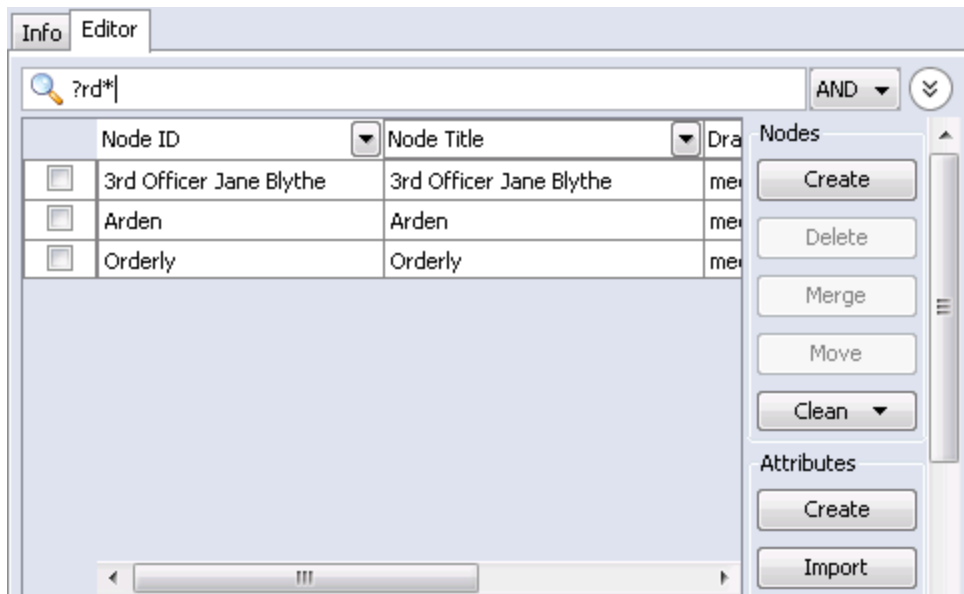 Info Editor
?rd* AND
Node ID Node Title Dra Nodes
3rd Officer Jane Blythe 3rd Officer Jane Blythe Create
Arden Arden Delete
Orderly Orderly Merge
Move
Clean
Attributes
Create
Import